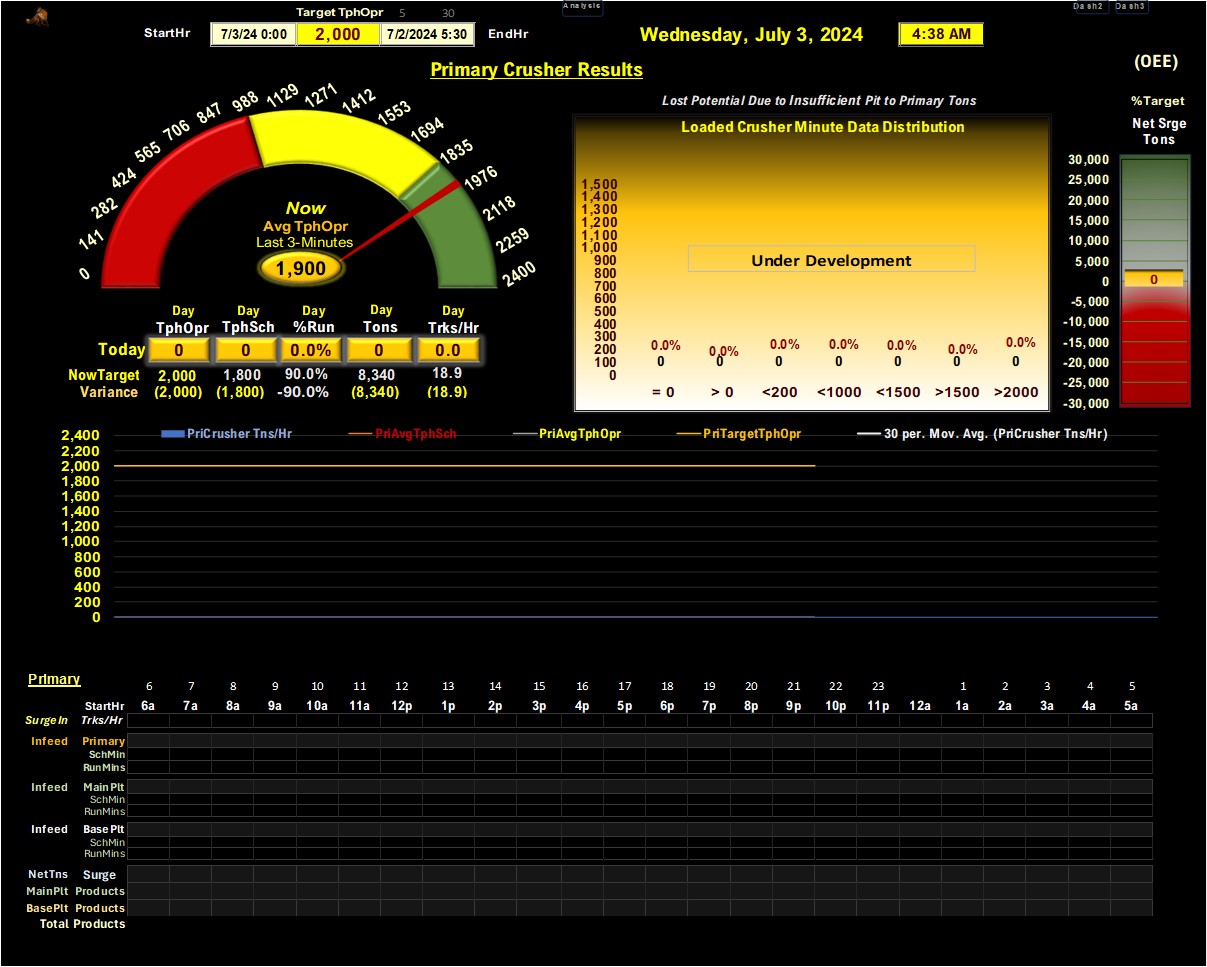 Target TphOpr 5 30
Analysis
Dash2 Dash3
StartHr 7/3/24 0:00 2,000 7/2/2024 5:30 EndHr
Wednesday, July 3, 2024
4:38 AM
Primary Crusher Results
(OEE)
%Target
Net Srge
Tons
30,000
25,000
20,000
15,000
10,000
5,000
0
-5,000
-10,000
-15,000
-20,000
-25,000
-30,000
0
0
141
282
424
565
706
847
988
1129
1271
1412
1553
1694
1835
1976
2118
2259
2400
Now
Avg TphOpr
Last 3-Minutes
1,900
Lost Potential Due to Insufficient Pit to Primary Tons
Loaded Crusher Minute Data Distribution
1,500
1,400
1,300
1,200
1,100
1,000
900
800
700
600
500
400
300
200
100
0
Under Development
0.0% 0.0% 0.0% 0.0% 0.0% 0.0% 0.0%
0 0 0 0 0 0 0
= 0 > 0 <200 <1000 <1500 >1500 >2000
Day Day Day Day Day
TphOpr TphSch %Run Tons Trks/Hr
Today 0 0 0.0% 0 0.0
NowTarget 2,000 1,800 90.0% 8,340 18.9
Variance (2,000) (1,800) -90.0% (8,340) (18.9)
PriCrusher Tns/Hr PriAvgTphSch PriAvgTphOpr PriTargetTphOpr 30 per. Mov. Avg. (PriCrusher Tns/Hr)
2,400
2,200
2,000
1,800
1,600
1,400
1,200
1,000
800
600
400
200
0
Primary
6 7 8 9 10 11 12 13 14 15 16 17 18 19 20 21 22 23 1 2 3 4 5
StartHr 6a 7a 8a 9a 10a 11a 12p 1p 2p 3p 4p 5p 6p 7p 8p 9p 10p 11p 12a 1a 2a 3a 4a 5a
SurgeIn Trks/Hr
Infeed Primary
SchMin
RunMins
Infeed Main Plt
SchMin
RunMins
Infeed Base Plt
SchMin
RunMins
NetTns Surge
MainPlt Products
BasePlt Products
Total Products